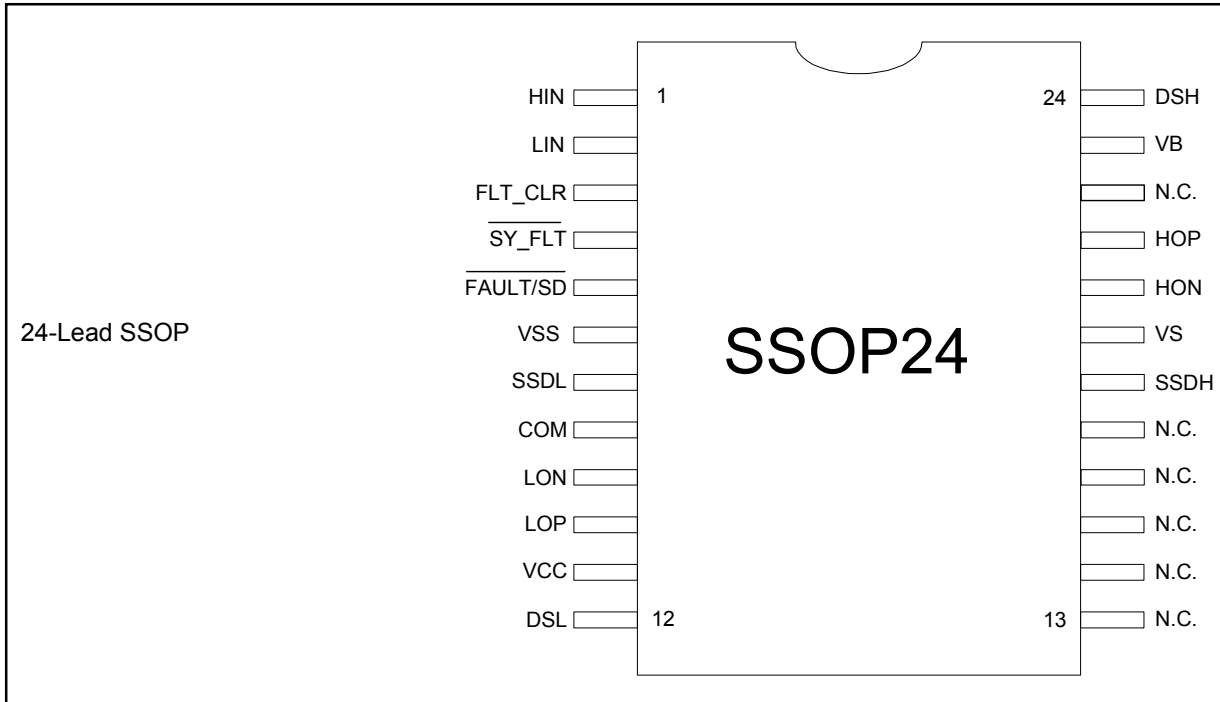 HIN 1 24 DSH
LIN VB
FLT_CLR N.C.
SY_FLT HOP
FAULT/SD HON
24-Lead SSOP VSS SSOP24 VS
SSDL SSDH
COM N.C.
LON N.C.
LOP N.C.
VCC N.C.
DSL 12 13 N.C.